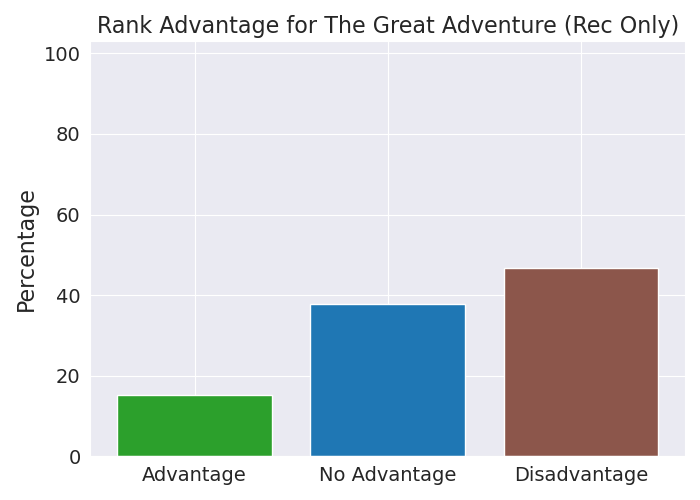 Rank Advantage for The Great Adventure (Rec Only)
100
80
60
40
20
0
Percentage
Advantage
No Advantage
Disadvantage